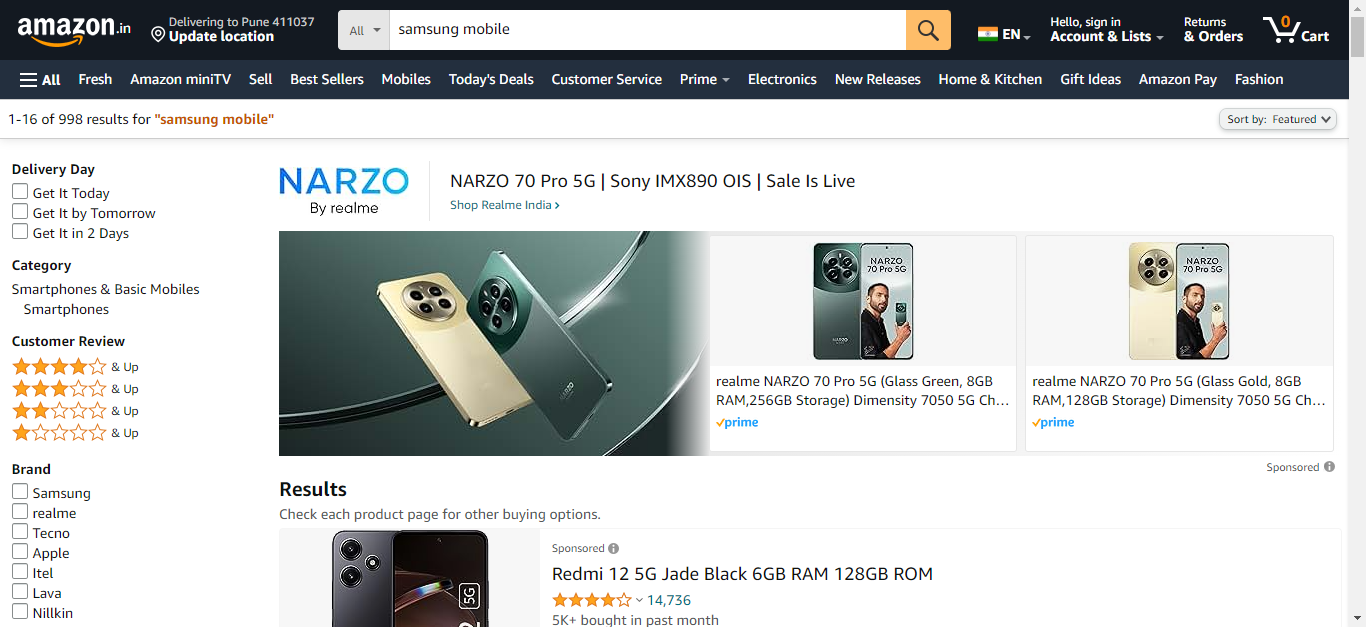 amazon.in
Delivering to Pune 411037
Update location
All
samsung mobile
EN
Hello, sign in
Account & Lists
Returns
& Orders
0
Cart
All
Fresh
Amazon miniTV
Sell
Best Sellers
Mobiles
Today's Deals
Customer Service
Prime
Electronics
New Releases
Home & Kitchen
Gift Ideas
Amazon Pay
Fashion
1-16 of 998 results for "samsung mobile"
Sort by: Featured
Delivery Day
Get It Today
Get It by Tomorrow
Get It in 2 Days
Category
Smartphones & Basic Mobiles
Smartphones
Customer Review
& Up
& Up
& Up
& Up
Brand
Samsung
realme
Tecno
Apple
Itel
Lava
Nillkin
NARZO
By realme
NARZO 70 Pro 5G | Sony IMX890 OIS | Sale Is Live
Shop Realme India ›
NARZO
NARZO
NARZO
70 Pro 5G
realme NARZO 70 Pro 5G (Glass Green, 8GB
RAM,256GB Storage) Dimensity 7050 5G Ch…
prime
NARZO
70 Pro 5G
realme NARZO 70 Pro 5G (Glass Gold, 8GB
RAM,128GB Storage) Dimensity 7050 5G Ch…
prime
Sponsored
Results
Check each product page for other buying options.
5G
Sponsored
Redmi 12 5G Jade Black 6GB RAM 128GB ROM
14,736
5K+ bought in past month